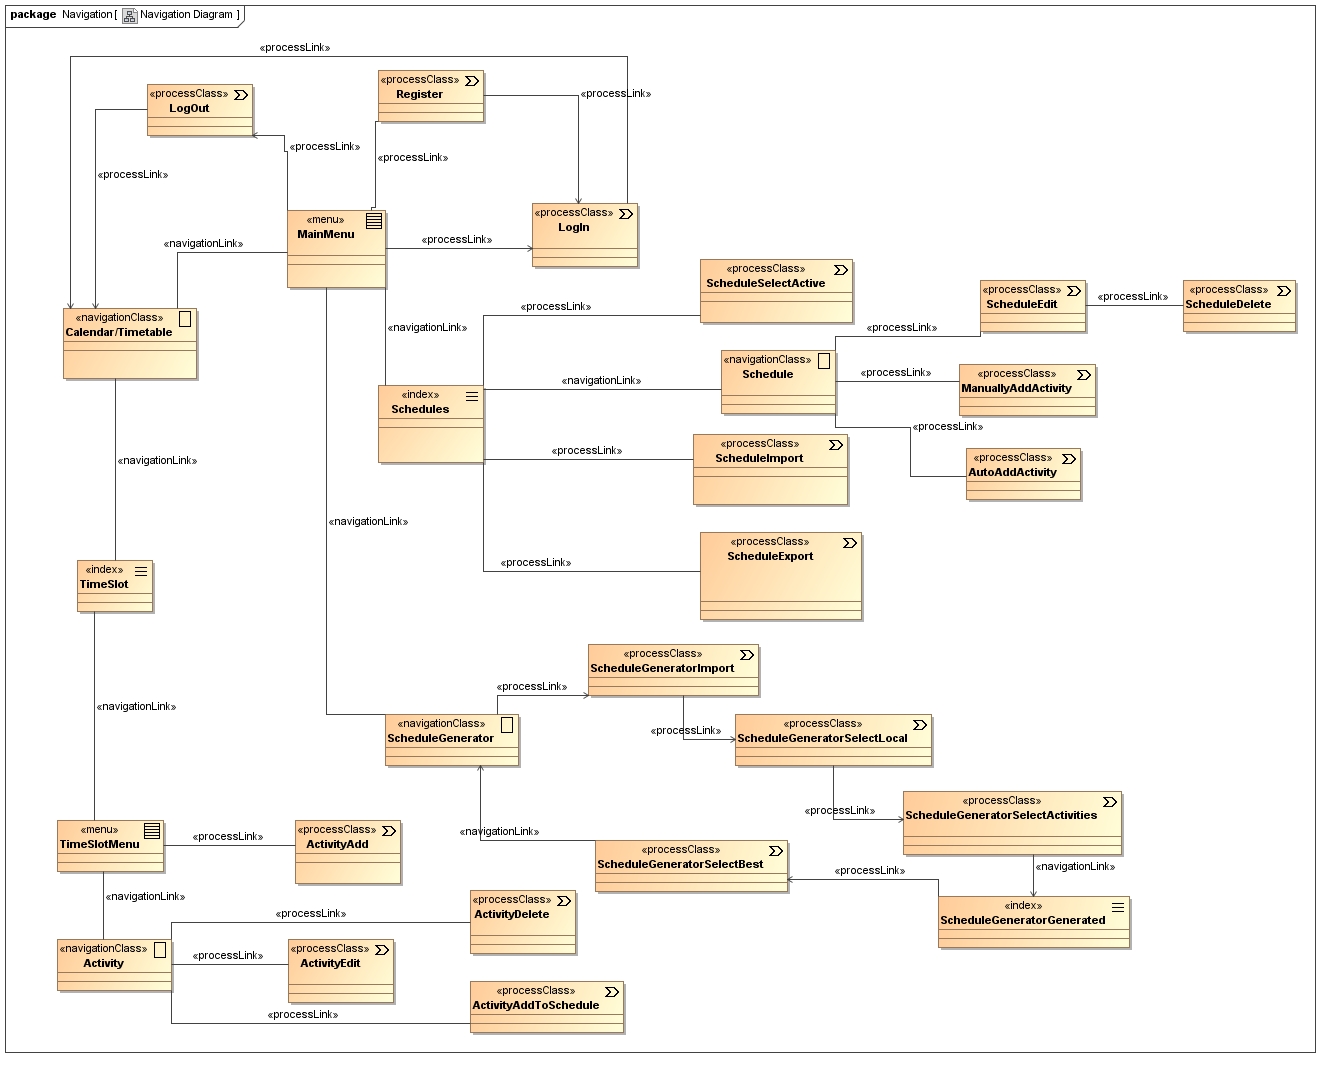 package Navigation [ Navigation Diagram ]
«processLink»
«processClass»
Register
«processLink»
«processClass»
LogOut
«processLink»
«processLink»
«processLink»
«menu»
MainMenu
«processClass»
LogIn
«processLink»
«navigationLink»
«processClass»
ScheduleSelectActive
«processLink»
«processClass»
ScheduleEdit
«processLink»
«processClass»
ScheduleDelete
«navigationClass»
Calendar/Timetable
«navigationLink»
«processLink»
«navigationClass»
Schedule
«navigationLink»
«processLink»
«processClass»
ManuallyAddActivity
«index»
Schedules
«processLink»
«processClass»
ScheduleImport
«processLink»
«processClass»
AutoAddActivity
«navigationLink»
«navigationLink»
«processClass»
ScheduleExport
«processLink»
«index»
TimeSlot
«processClass»
ScheduleGeneratorImport
«processLink»
«navigationLink»
«navigationClass»
ScheduleGenerator
«processLink»
«processClass»
ScheduleGeneratorSelectLocal
«processClass»
ScheduleGeneratorSelectActivities
«processLink»
«menu»
TimeSlotMenu
«processLink»
«processClass»
ActivityAdd
«navigationLink»
«processClass»
ScheduleGeneratorSelectBest
«processLink»
«navigationLink»
«navigationLink»
«processClass»
ActivityDelete
«processLink»
«index»
ScheduleGeneratorGenerated
«navigationClass»
Activity
«processLink»
«processClass»
ActivityEdit
«processClass»
ActivityAddToSchedule
«processLink»